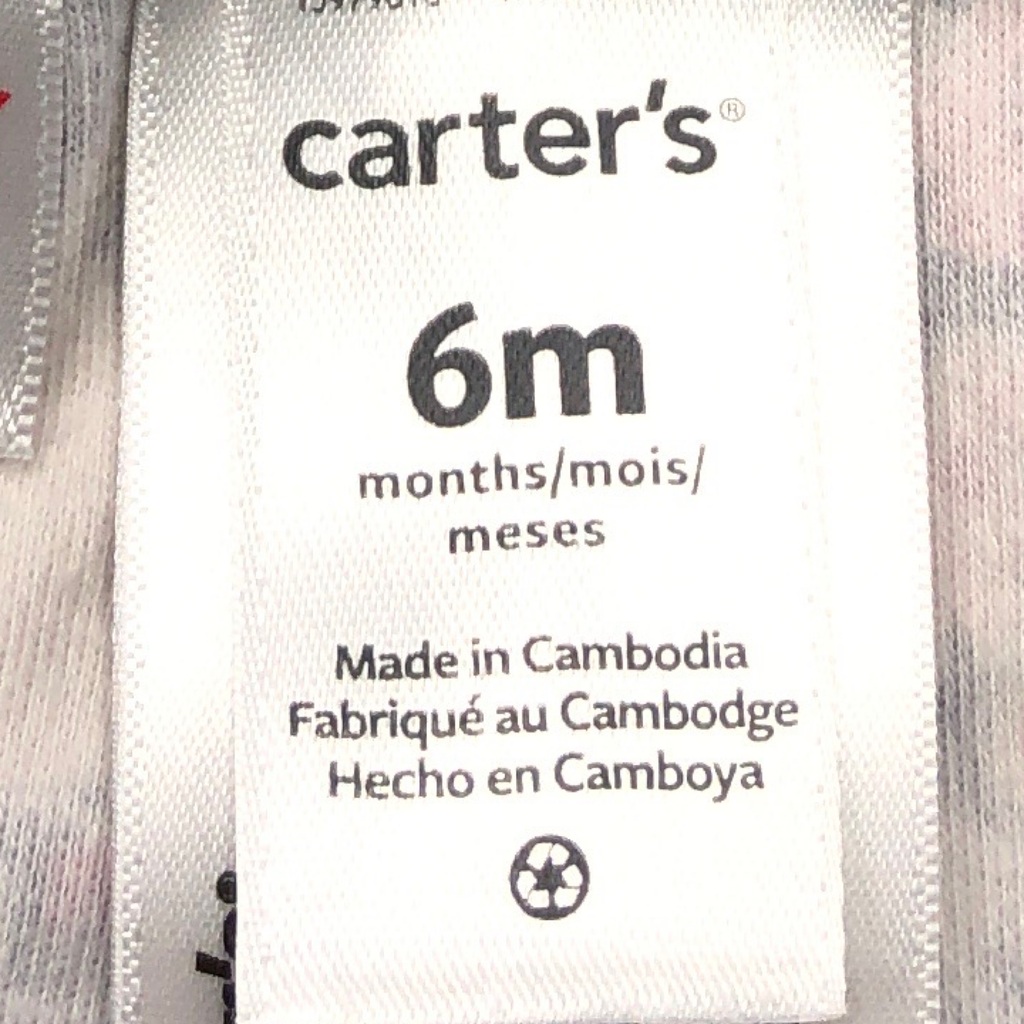 carter's®
6m
months/mois/
meses
Made in Cambodia
Fabriqué au Cambodge
Hecho en Camboya